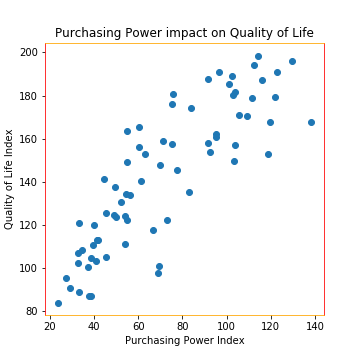 Purchasing Power impact on Quality of Life
200
180
160
140
120
100
80
Quality of Life Index
20 40 60 80 100 120 140
Purchasing Power Index